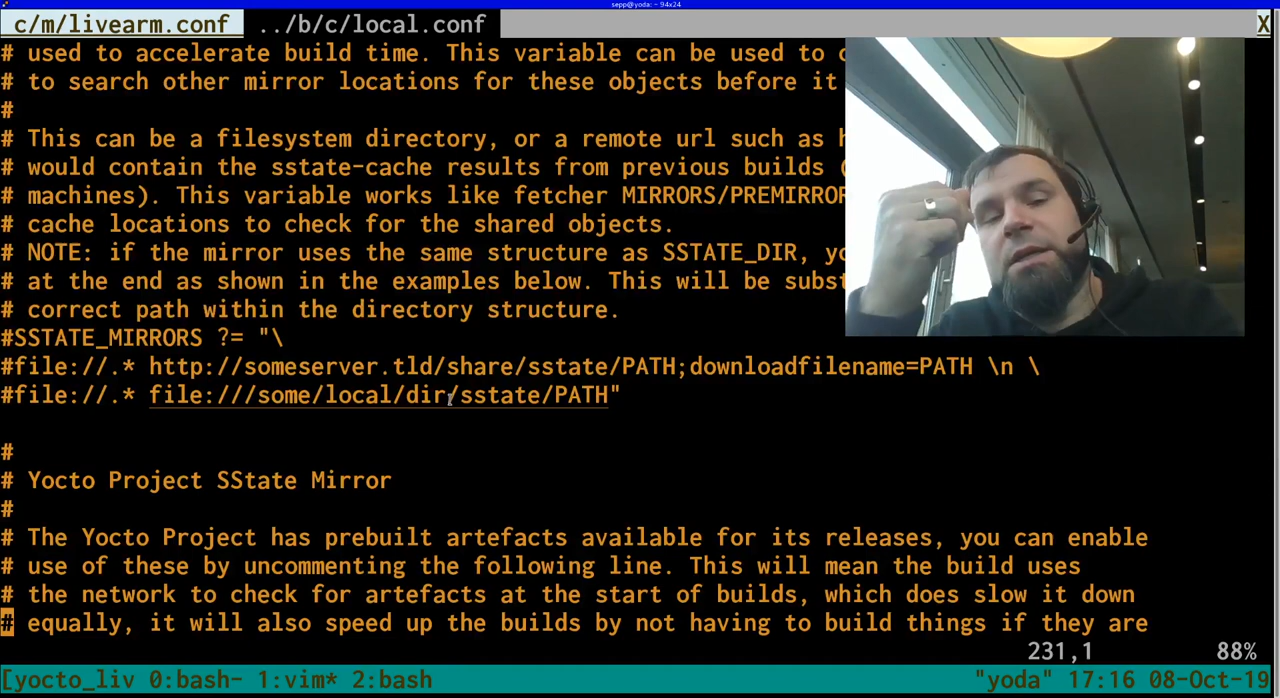 sepp@yoda: ~ 94x24
c/m/livearm.conf ../b/c/local.conf X
# used to accelerate build time. This variable can be used to
# to search other mirror locations for these objects before it
#
# This can be a filesystem directory, or a remote url such as
# would contain the sstate-cache results from previous builds
# machines). This variable works like fetcher MIRRORS/PREMIRROR
# cache locations to check for the shared objects.
# NOTE: if the mirror uses the same structure as SSTATE_DIR,
# at the end as shown in the examples below. This will be subst
# correct path within the directory structure.
#SSTATE_MIRRORS ?= "\
#file://.* http://someserver.tld/share/sstate/PATH;downloadfilename=PATH \n \
#file://.* file:///some/local/dir/sstate/PATH"
#
# Yocto Project SState Mirror
#
# The Yocto Project has prebuilt artefacts available for its releases, you can enable
# use of these by uncommenting the following line. This will mean the build uses
# the network to check for artefacts at the start of builds, which does slow it down
# equally, it will also speed up the builds by not having to build things if they are
231,1 88%
[yocto_liv 0:bash- 1:vim* 2:bash "yoda" 17:16 08-Oct-19